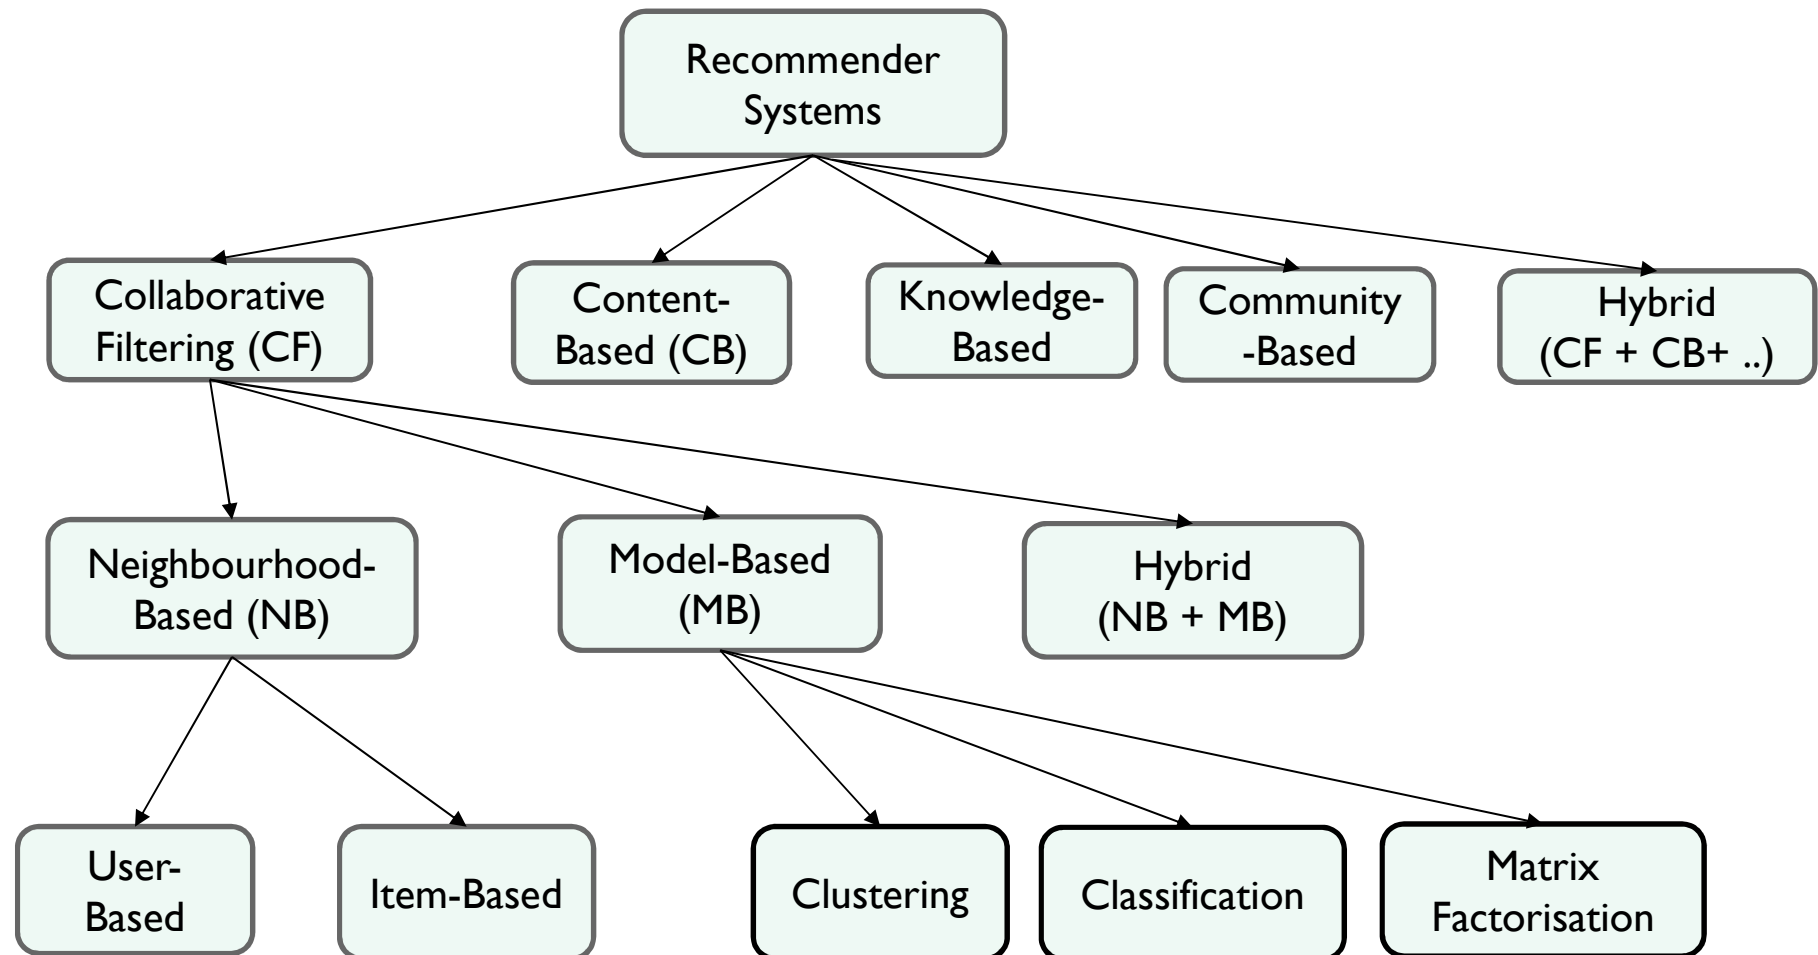 Recommender
Systems
Collaborative
Filtering (CF)
Content-
Based (CB)
Knowledge-
Based
Community
-Based
Hybrid
(CF + CB+ ..)
Neighbourhood-
Based (NB)
Model-Based
(MB)
Hybrid
(NB + MB)
User-
Based
Item-Based
Clustering
Classification
Matrix
Factorisation